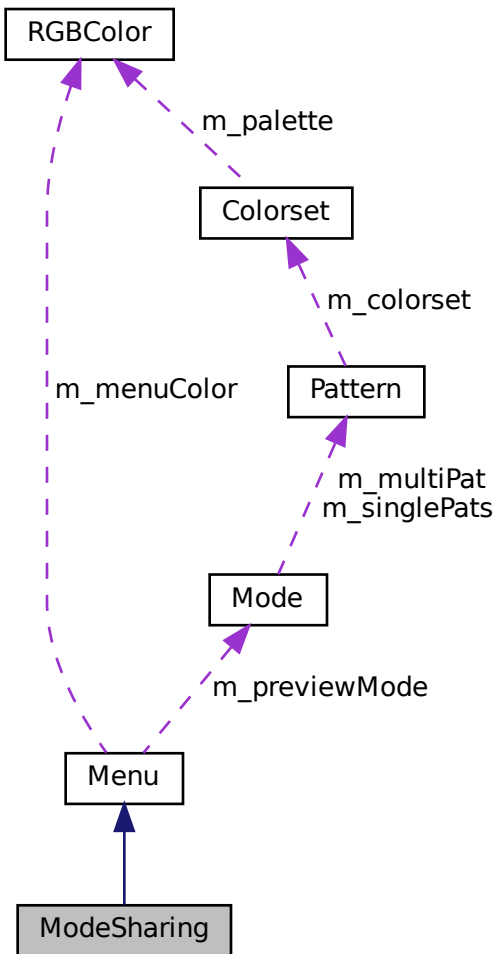 RGBColor
m_palette
Colorset
m_colorset
m_menuColor
Pattern
m_multiPat
m_singlePats
Mode
m_previewMode
Menu
ModeSharing